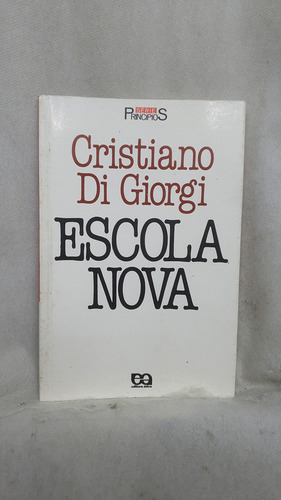 SÉRIE
PRINCÍPIOS
Cristiano
Di Giorgi
ESCOLA
NOVA
editora ática